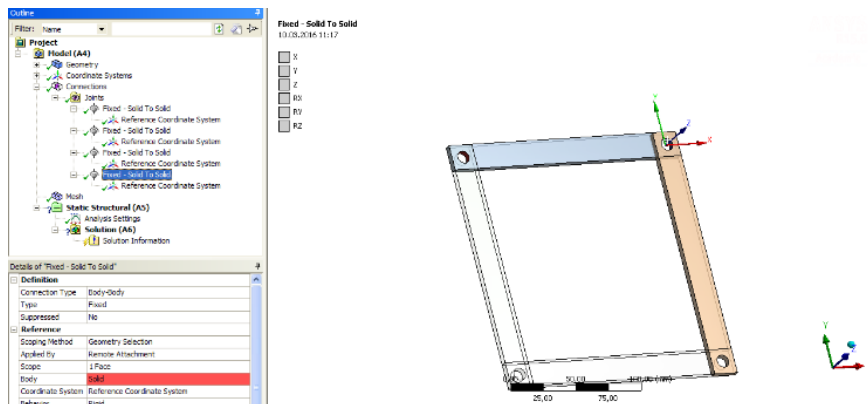 Outline
Filter: Name
Project
Model (A4)
Geometry
Coordinate Systems
Connections
Joints
Fixed - Solid To Solid
Reference Coordinate System
Fixed - Solid To Solid
Reference Coordinate System
Fixed - Solid To Solid
Reference Coordinate System
Fixed - Solid To Solid
Reference Coordinate System
Mesh
Static Structural (A5)
Analysis Settings
Solution (A6)
Solution Information
Details of "Fixed - Solid To Solid"
Definition
Connection Type Body-Body
Type Fixed
Suppressed No
Reference
Scoping Method Geometry Selection
Applied By Remote Attachment
Scope 1 Face
Body Solid
Coordinate System Reference Coordinate System
Behavior Rigid
Fixed - Solid To Solid
10.03.2016 11:17
X
Y
Z
RX
RY
RZ
Y
Z
X
50,00 100,00 (mm)
25,00 75,00
Y
Z